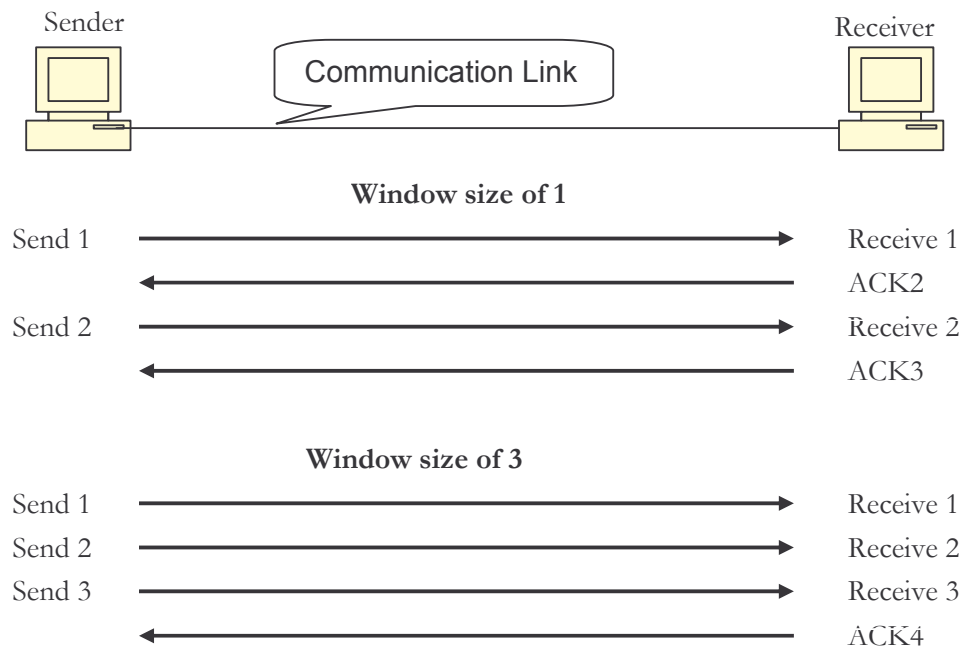 Sender
Receiver
Communication Link
Window size of 1
Send 1
Receive 1
ACK2
Send 2
Receive 2
ACK3
Window size of 3
Send 1
Receive 1
Send 2
Receive 2
Send 3
Receive 3
ACK4